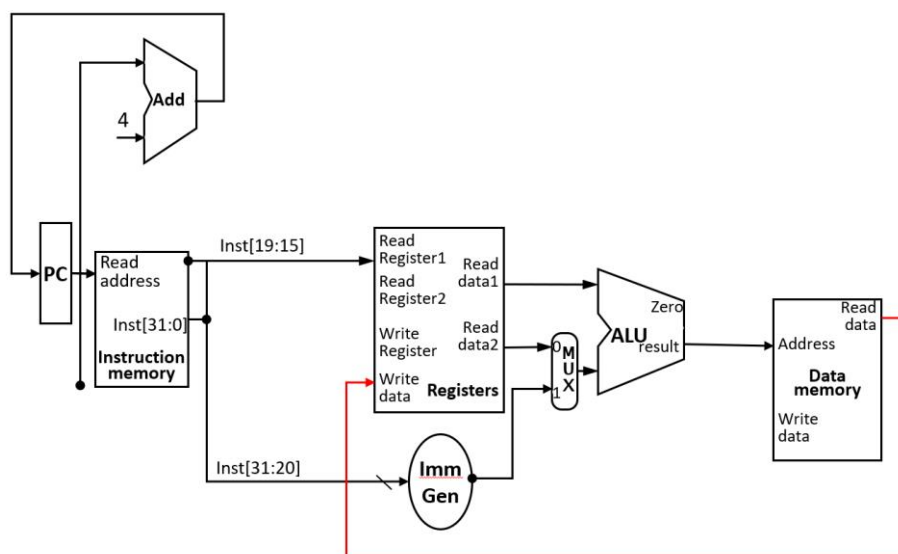 Add
4
PC
Read
address
Inst[31:0]
Instruction
memory
Inst[19:15]
Inst[31:20]
Read
Register1
Read
Register2
Write
Register
Write
data
Read
data1
Read
data2
Registers
Imm
Gen
0
M
U
X
1
Zero
ALU
result
Read
data
Address
Data
memory
Write
data